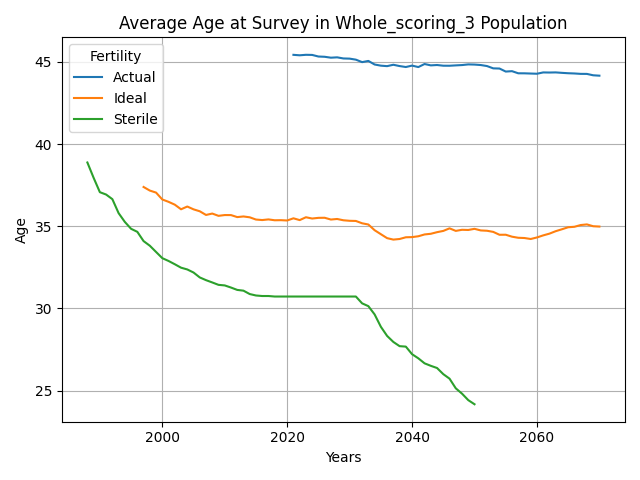 Average Age at Survey in Whole_scoring_3 Population
Fertility
Actual
Ideal
Sterile
45
40
35
30
25
Age
2000
2020
2040
2060
Years